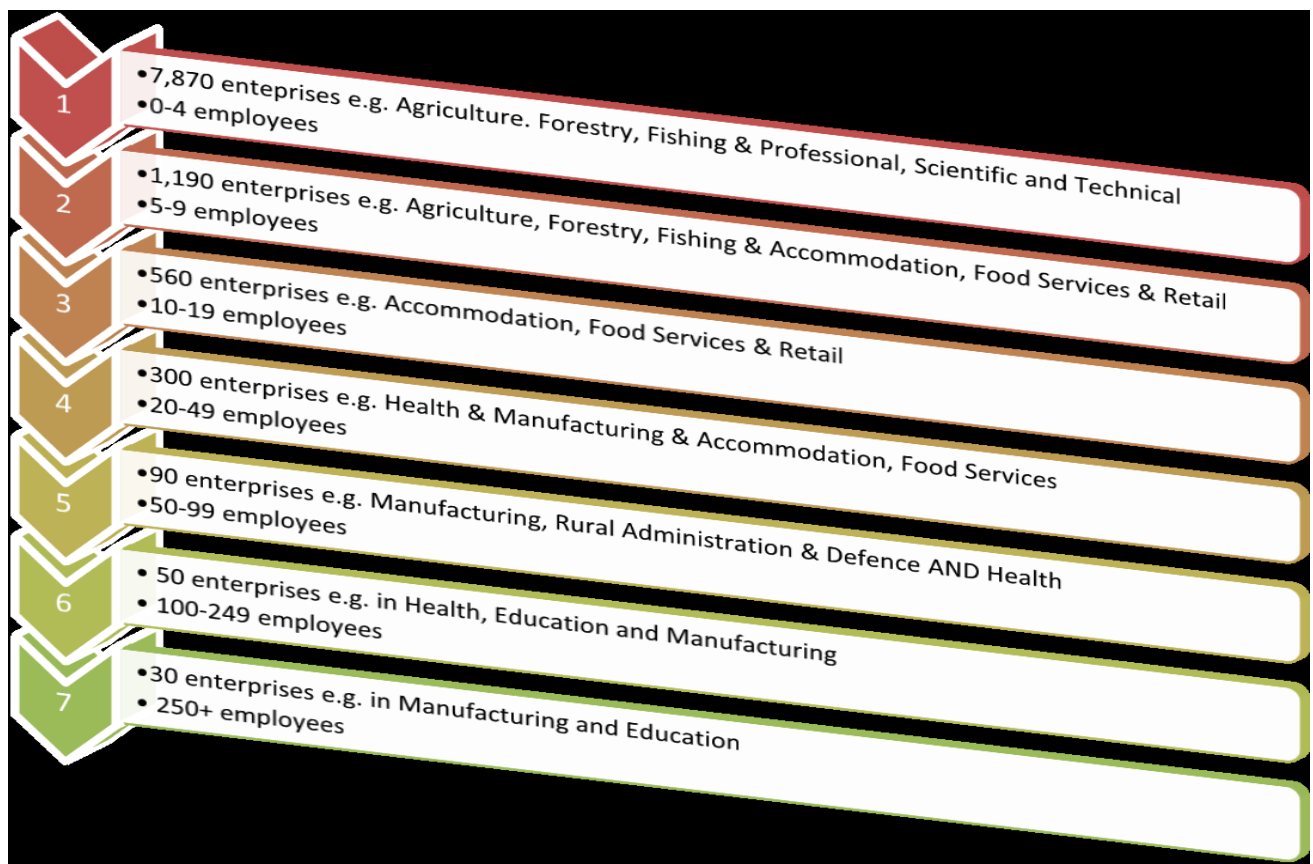 1
•7,870 enteprises e.g. Agriculture. Forestry, Fishing & Professional, Scientific and Technical
•0-4 employees
2
•1,190 enterprises e.g. Agriculture, Forestry, Fishing & Accommodation, Food Services & Retail
•5-9 employees
3
•560 enterprises e.g. Accommodation, Food Services & Retail
•10-19 employees
4
•300 enterprises e.g. Health & Manufacturing & Accommodation, Food Services
•20-49 employees
5
•90 enterprises e.g. Manufacturing, Rural Administration & Defence AND Health
•50-99 employees
6
• 50 enterprises e.g. in Health, Education and Manufacturing
• 100-249 employees
7
•30 enterprises e.g. in Manufacturing and Education
• 250+ employees